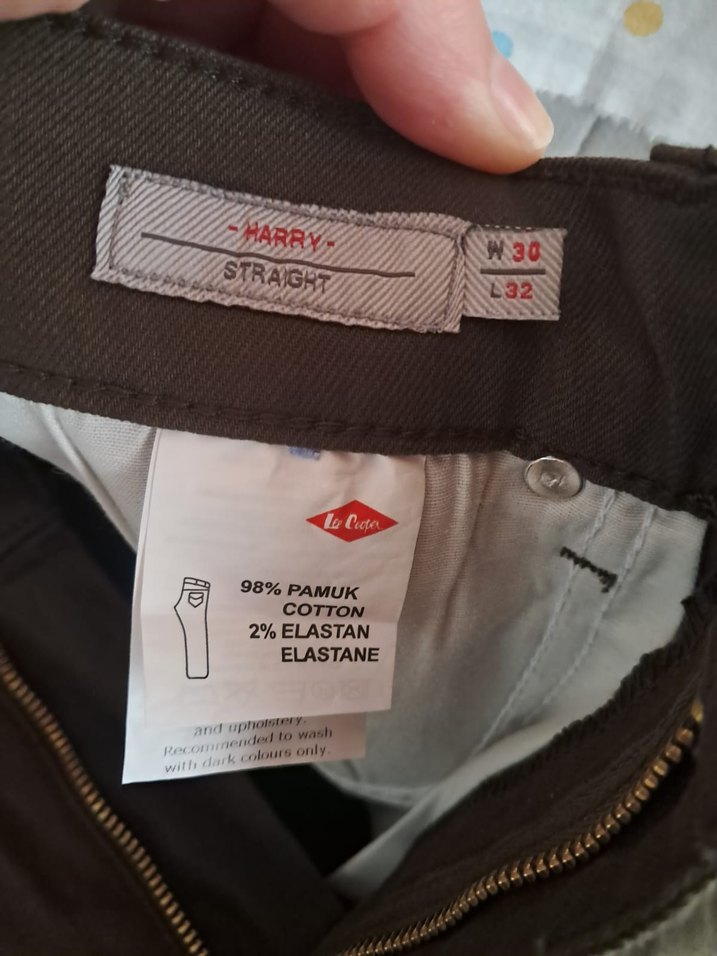 - HARRY -
STRAIGHT
W 30
L 32
Lee Cooper
98% PAMUK
COTTON
2% ELASTAN
ELASTANE
and upholstery.
Recommended to wash
with dark colours only.